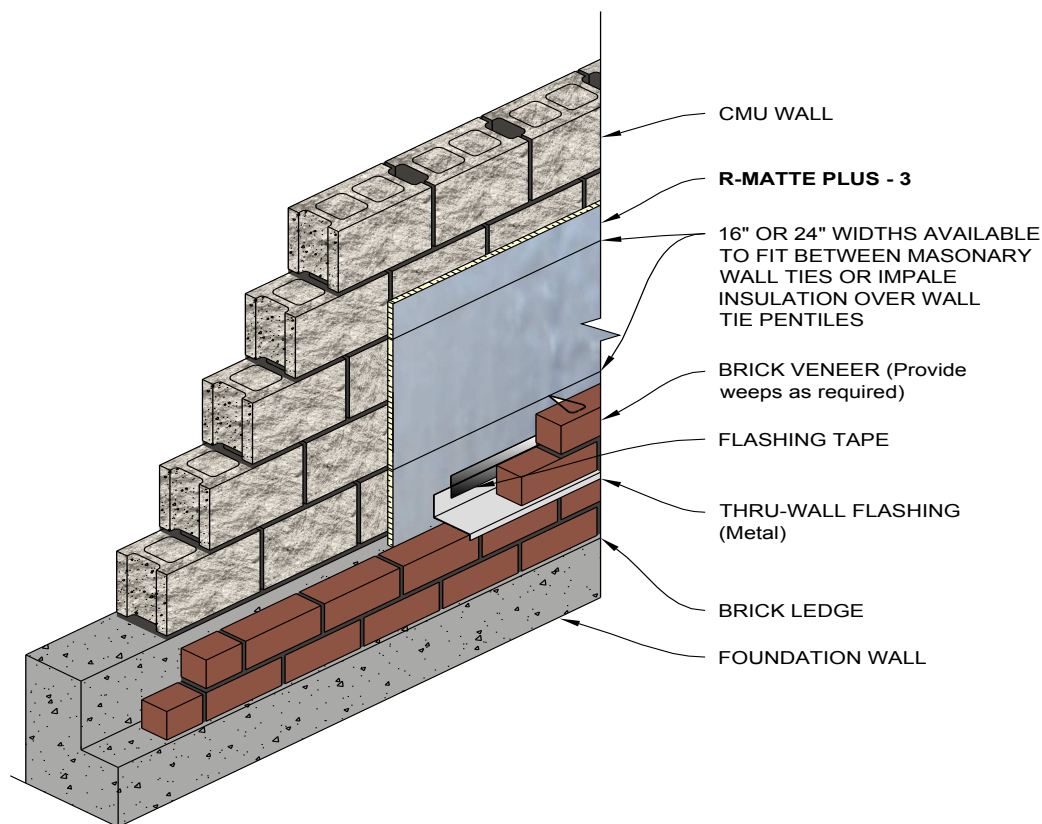 CMU WALL
R-MATTE PLUS - 3
16" OR 24" WIDTHS AVAILABLE
TO FIT BETWEEN MASONARY
WALL TIES OR IMPALE
INSULATION OVER WALL
TIE PENTILES
BRICK VENEER (Provide
weeps as required)
FLASHING TAPE
THRU-WALL FLASHING
(Metal)
BRICK LEDGE
FOUNDATION WALL